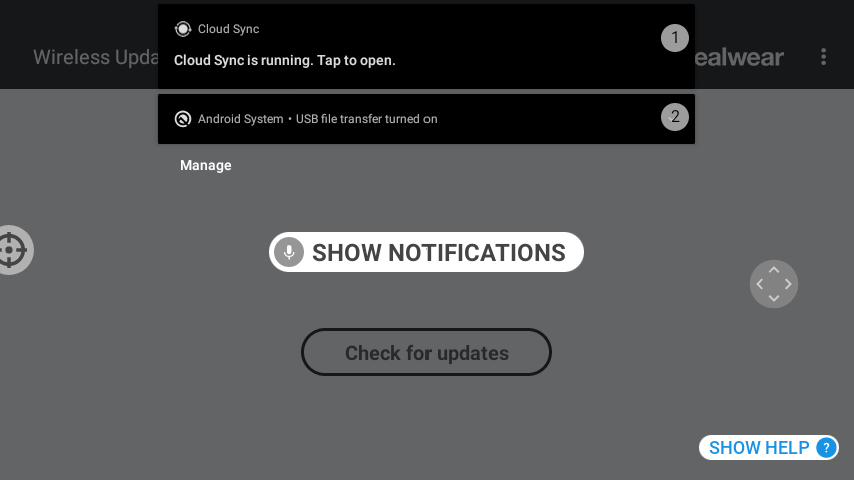 Cloud Sync
1
Wireless Upda
Cloud Sync is running. Tap to open.
ealwear
Android System • USB file transfer turned on
2
Manage
SHOW NOTIFICATIONS
Check for updates
SHOW HELP ?